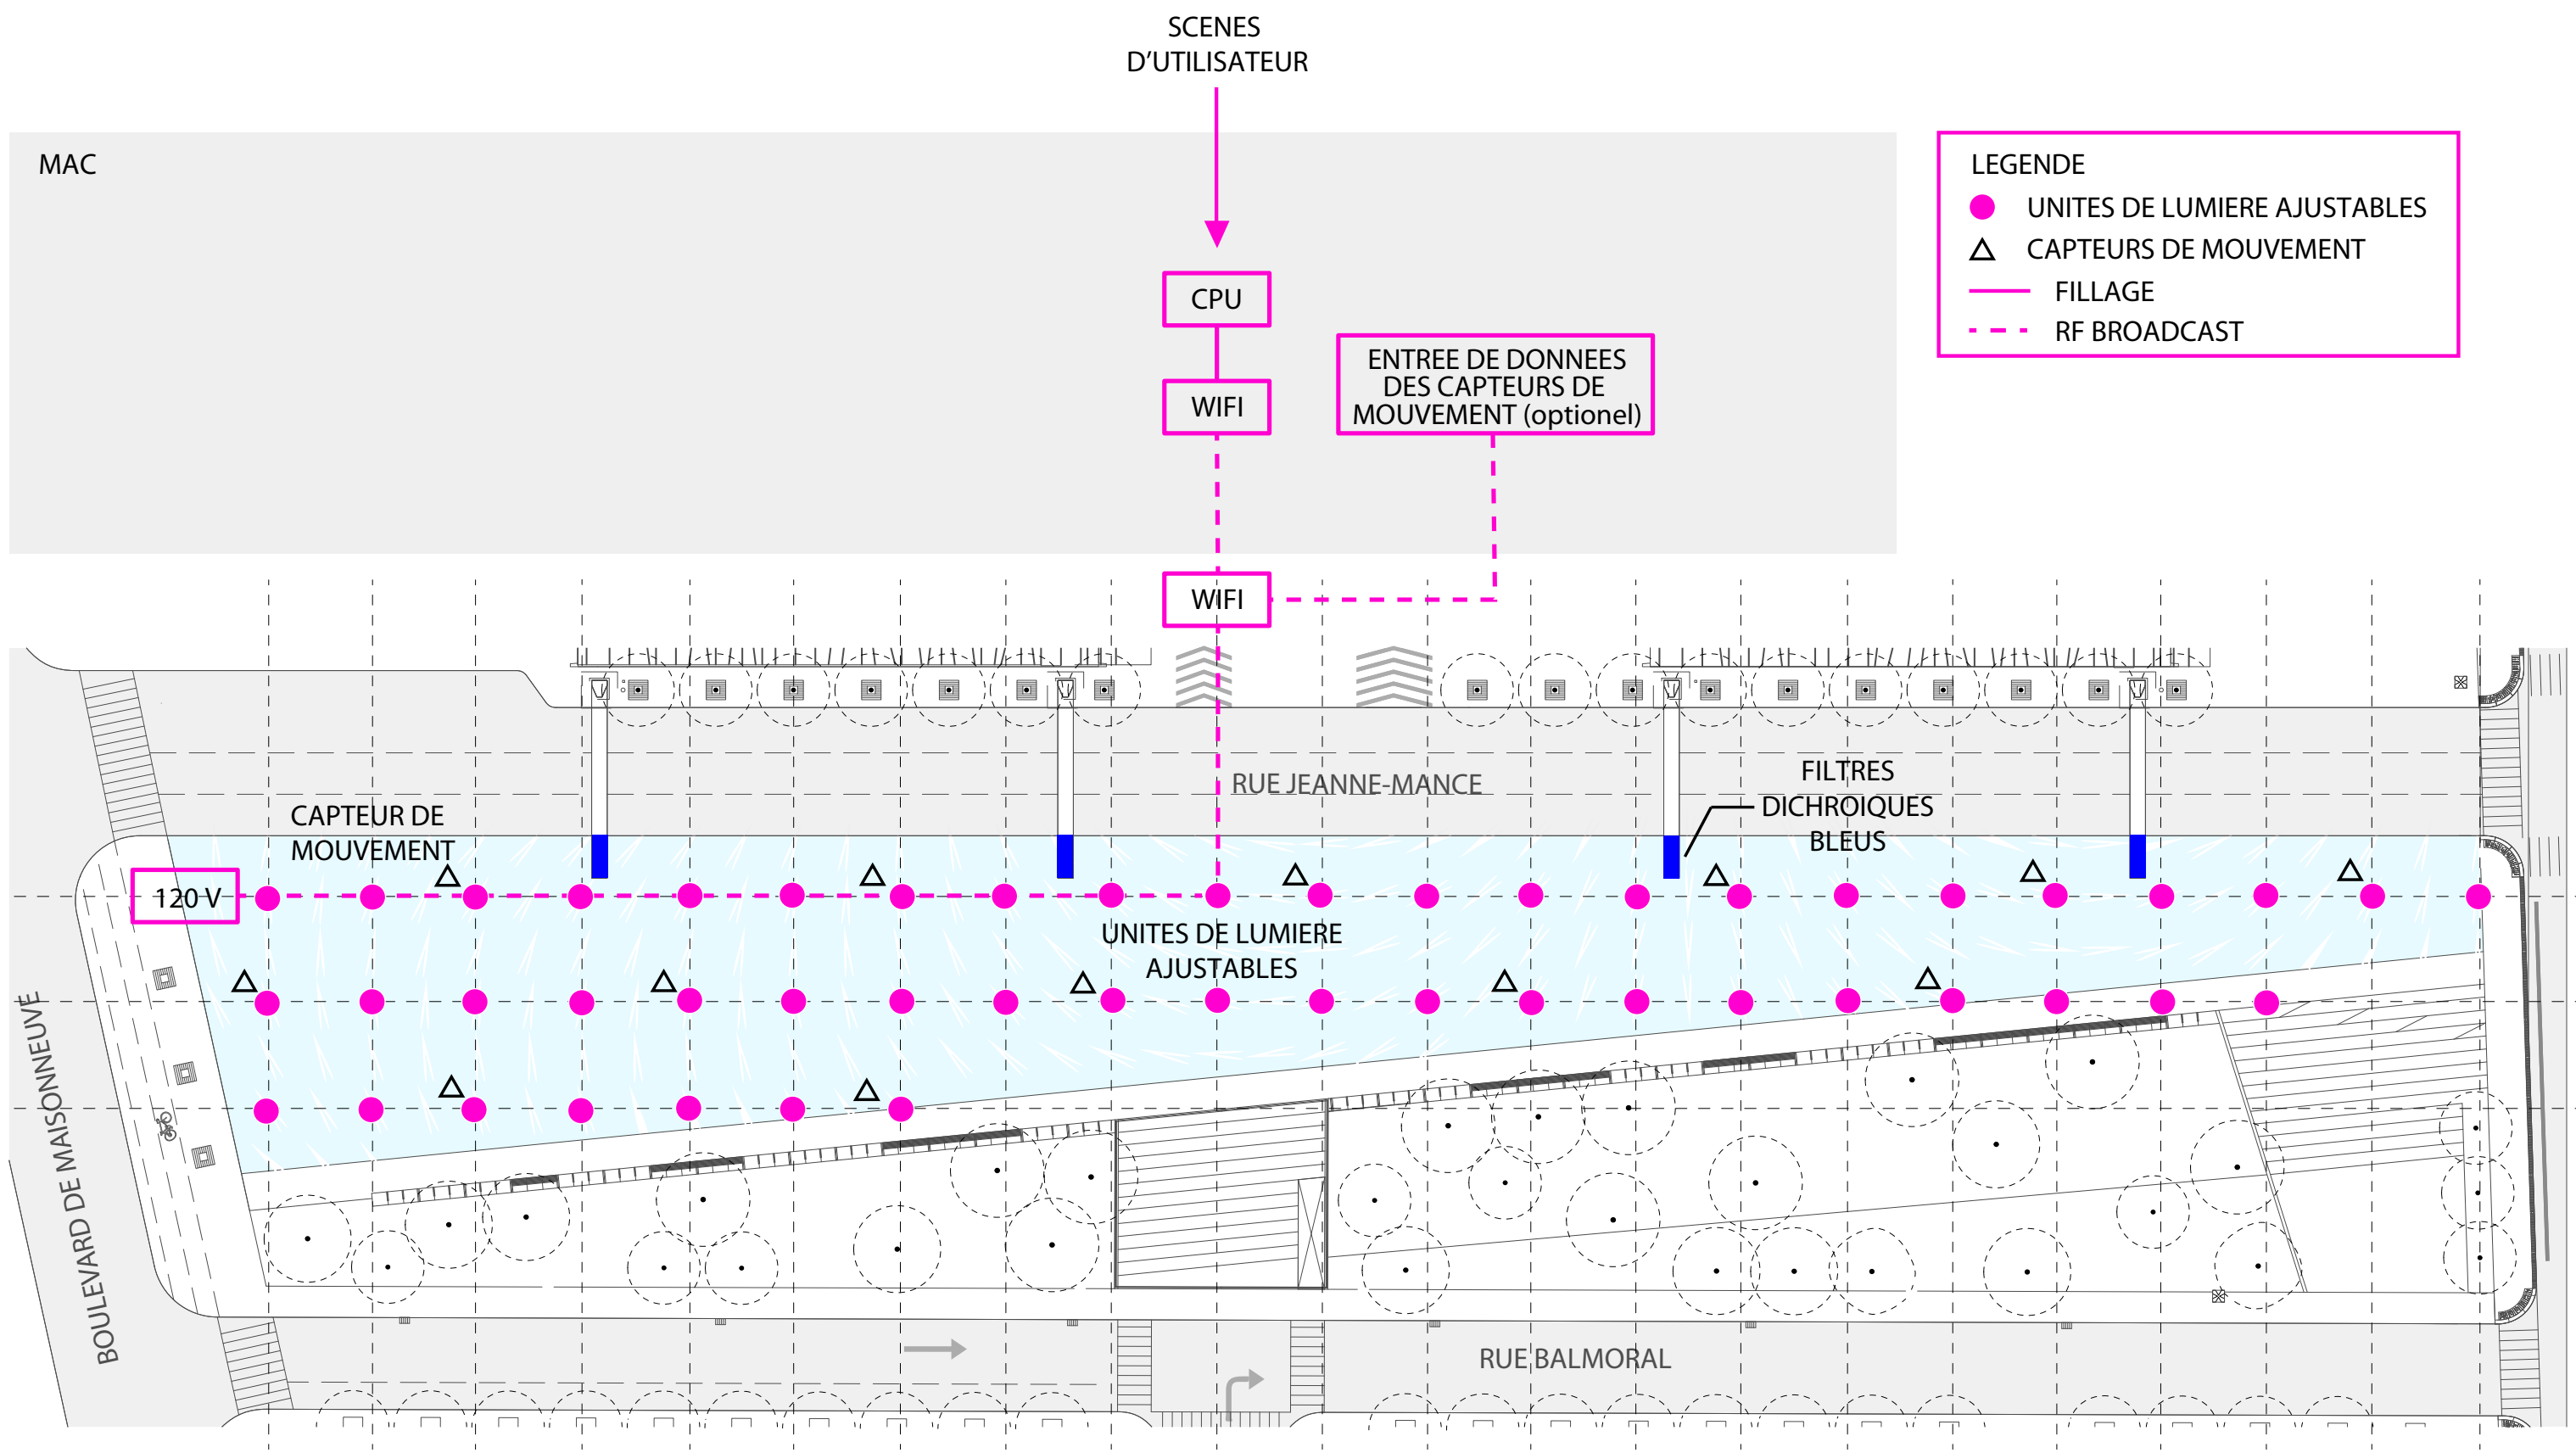 SCENES
D'UTILISATEUR
MAC
LEGENDE
UNITES DE LUMIERE AJUSTABLES
CAPTEURS DE MOUVEMENT
FILLAGE
RF BROADCAST
CPU
WIFI
ENTREE DE DONNEES
DES CAPTEURS DE
MOUVEMENT (optionel)
WIFI
RUE JEANNE-MANCE
FILTRES
DICHROIQUES
BLEUS
CAPTEUR DE
MOUVEMENT
120 V
UNITES DE LUMIERE
AJUSTABLES
BOULEVARD DE MAISONNEUVE
RUE BALMORAL